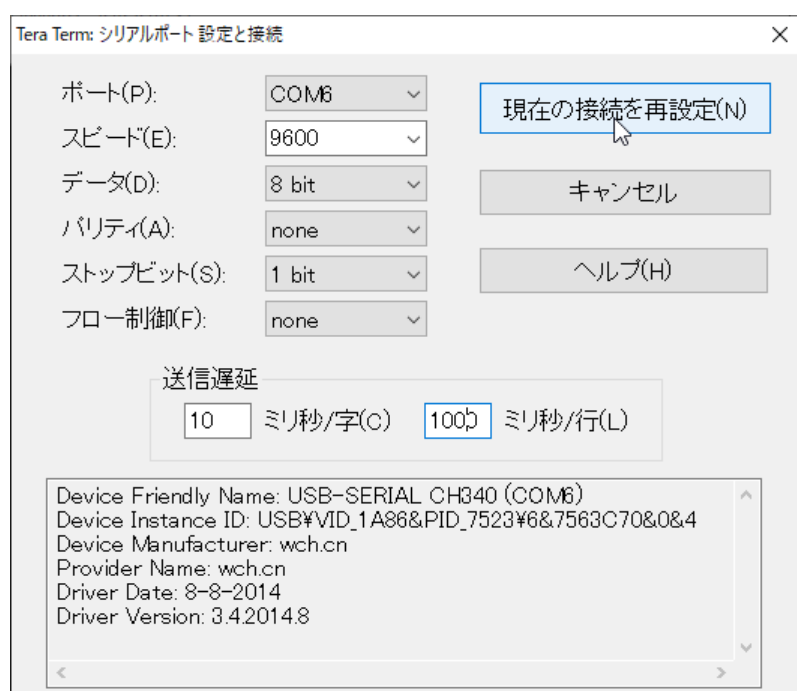 Tera Term: シリアルポート 設定と接続
ポート(P): COM6 現在の接続を再設定(N)
スピード(E): 9600
データ(D): 8 bit キャンセル
パリティ(A): none
ストップビット(S): 1 bit ヘルプ(H)
フロー制御(F): none
送信遅延
10 ミリ秒/字(C) 100 ミリ秒/行(L)
Device Friendly Name: USB-SERIAL CH340 (COM6)
Device Instance ID: USB¥VID_1A86&PID_7523¥6&7563C70&0&4
Device Manufacturer: wch.cn
Provider Name: wch.cn
Driver Date: 8-8-2014
Driver Version: 3.4.2014.8